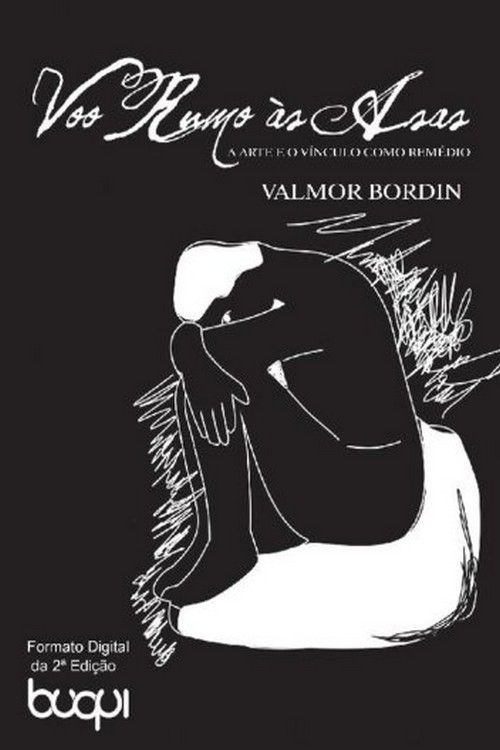 Voo Rumo às Asas
A ARTE E O VÍNCULO COMO REMÉDIO
VALMOR BORDIN
Formato Digital
da 2ª Edição
buqui